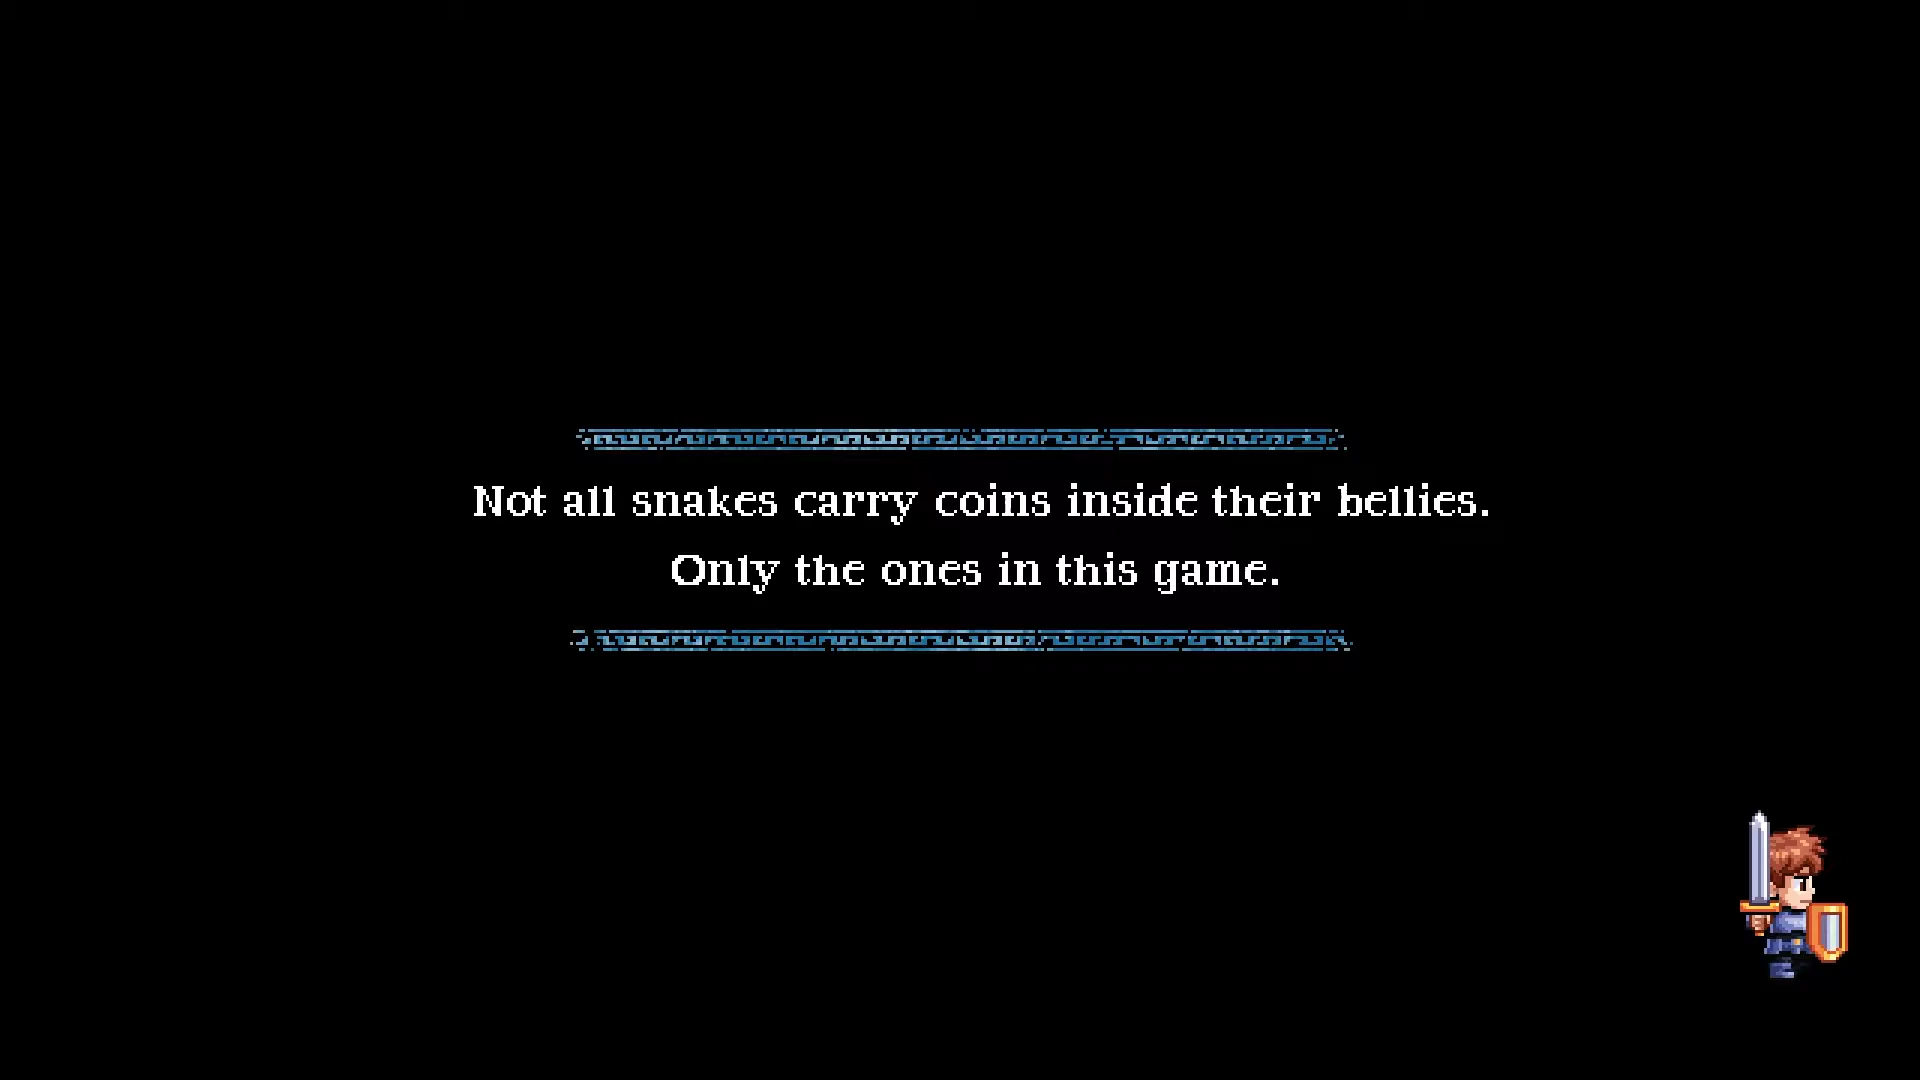 Not all snakes carry coins inside their bellies.
Only the ones in this game.